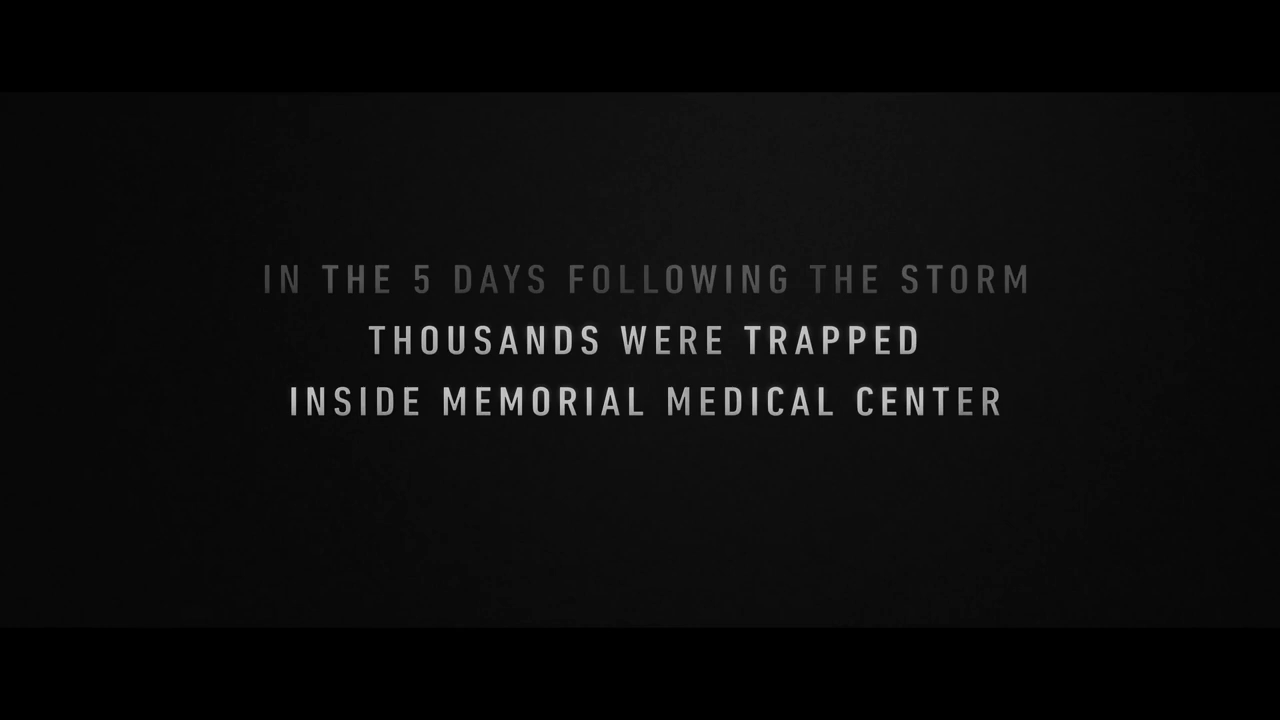 IN THE 5 DAYS FOLLOWING THE STORM
THOUSANDS WERE TRAPPED
INSIDE MEMORIAL MEDICAL CENTER